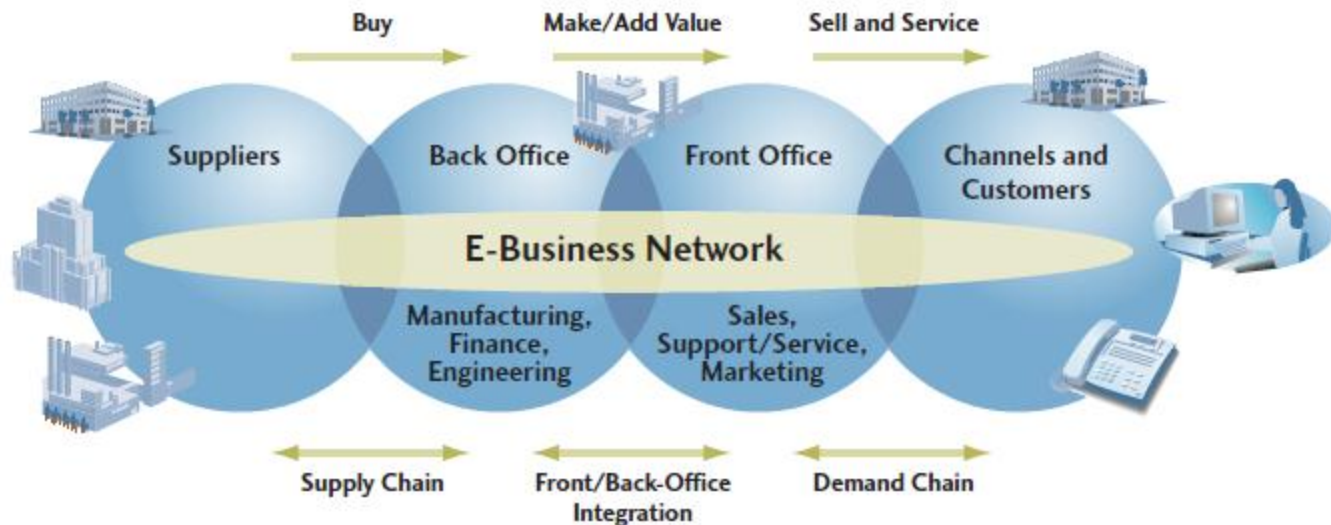 Buy
Make/Add Value
Sell and Service
Suppliers
Back Office
Front Office
Channels and
Customers
E-Business Network
Manufacturing,
Finance,
Engineering
Sales,
Support/Service,
Marketing
Supply Chain
Front/Back-Office
Integration
Demand Chain